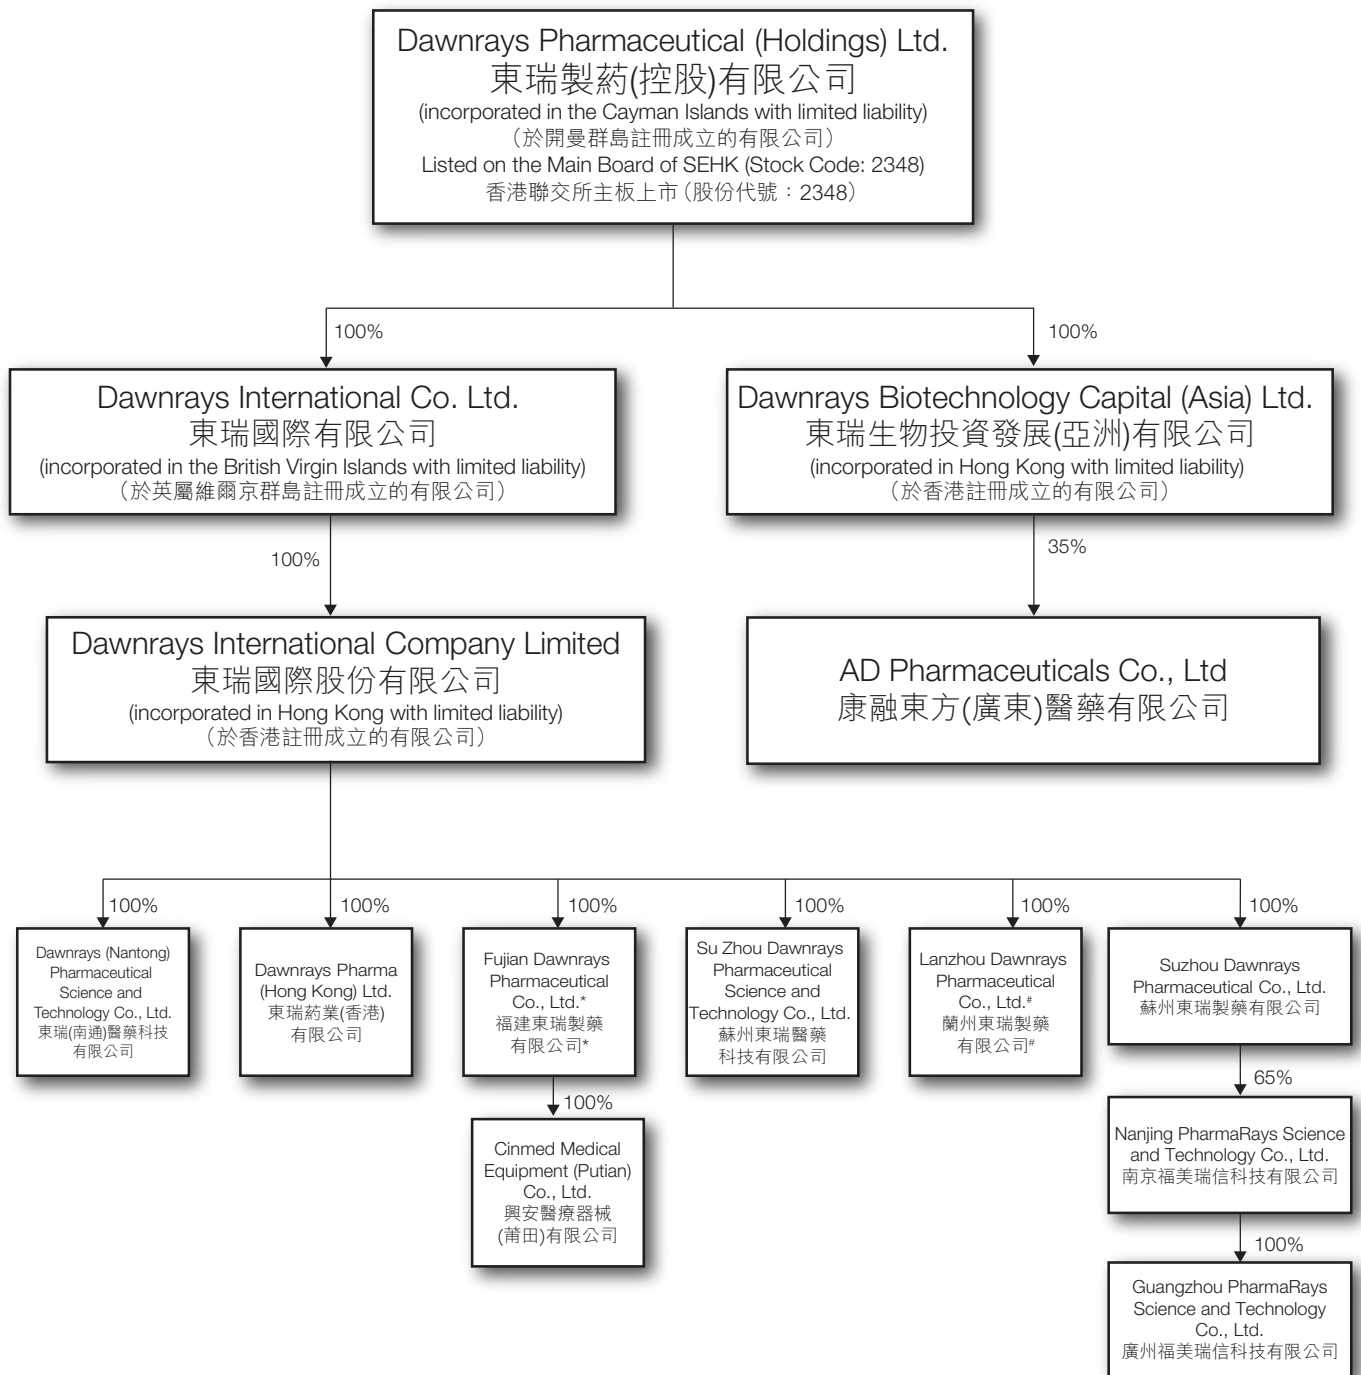 Dawnrays Pharmaceutical (Holdings) Ltd.
東瑞製葯(控股)有限公司
(incorporated in the Cayman Islands with limited liability)
（於開曼群島註冊成立的有限公司）
Listed on the Main Board of SEHK (Stock Code: 2348)
香港聯交所主板上市（股份代號：2348）
100%
100%
Dawnrays International Co. Ltd.
東瑞國際有限公司
(incorporated in the British Virgin Islands with limited liability)
（於英屬維爾京群島註冊成立的有限公司）
Dawnrays Biotechnology Capital (Asia) Ltd.
東瑞生物投資發展(亞洲)有限公司
(incorporated in Hong Kong with limited liability)
（於香港註冊成立的有限公司）
100%
35%
Dawnrays International Company Limited
東瑞國際股份有限公司
(incorporated in Hong Kong with limited liability)
（於香港註冊成立的有限公司）
AD Pharmaceuticals Co., Ltd
康融東方(廣東)醫藥有限公司
100%
100%
100%
100%
100%
100%
Dawnrays (Nantong)
Pharmaceutical
Science and
Technology Co., Ltd.
東瑞(南通)醫藥科技
有限公司
Dawnrays Pharma
(Hong Kong) Ltd.
東瑞葯業(香港)
有限公司
Fujian Dawnrays
Pharmaceutical
Co., Ltd.*
福建東瑞製藥
有限公司*
Su Zhou Dawnrays
Pharmaceutical
Science and
Technology Co., Ltd.
蘇州東瑞醫藥
科技有限公司
Lanzhou Dawnrays
Pharmaceutical
Co., Ltd.#
蘭州東瑞製藥
有限公司#
Suzhou Dawnrays
Pharmaceutical Co., Ltd.
蘇州東瑞製藥有限公司
100%
65%
Cinmed Medical
Equipment (Putian)
Co., Ltd.
興安醫療器械
(莆田)有限公司
Nanjing PharmaRays Science
and Technology Co., Ltd.
南京福美瑞信科技有限公司
100%
Guangzhou PharmaRays
Science and Technology
Co., Ltd.
廣州福美瑞信科技有限公司